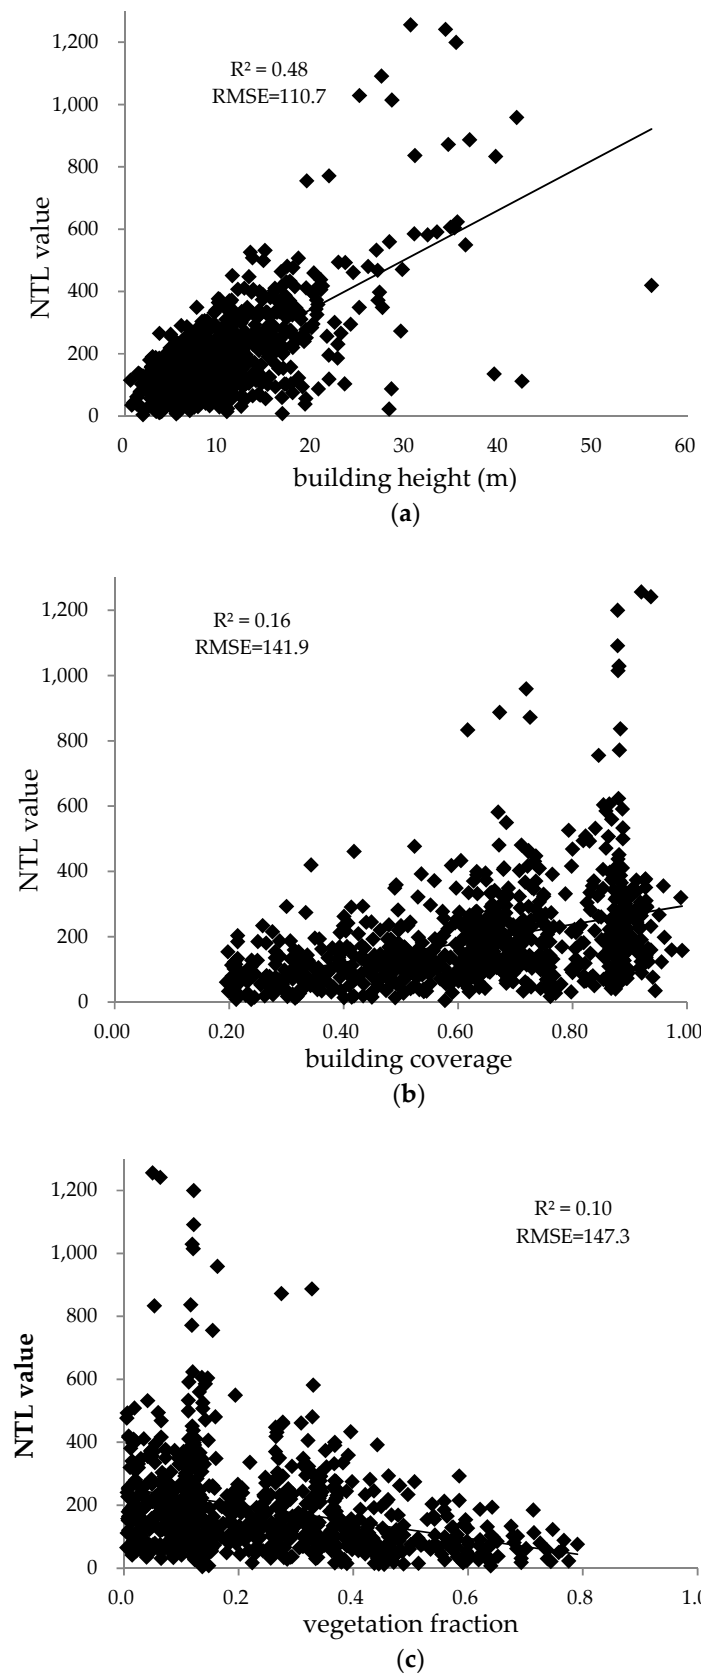 1,200
R² = 0.48
1,000
RMSE=110.7
800
NTL value
600
400
200
0
0 10 20 30 40 50 60
building height (m)
(a)
1,200
R² = 0.16
RMSE=141.9
1,000
800
NTL value
600
400
200
0
0.00 0.20 0.40 0.60 0.80 1.00
building coverage
(b)
1,200
R² = 0.10
RMSE=147.3
1,000
800
NTL value
600
400
200
0
0.0 0.2 0.4 0.6 0.8 1.0
vegetation fraction
(c)